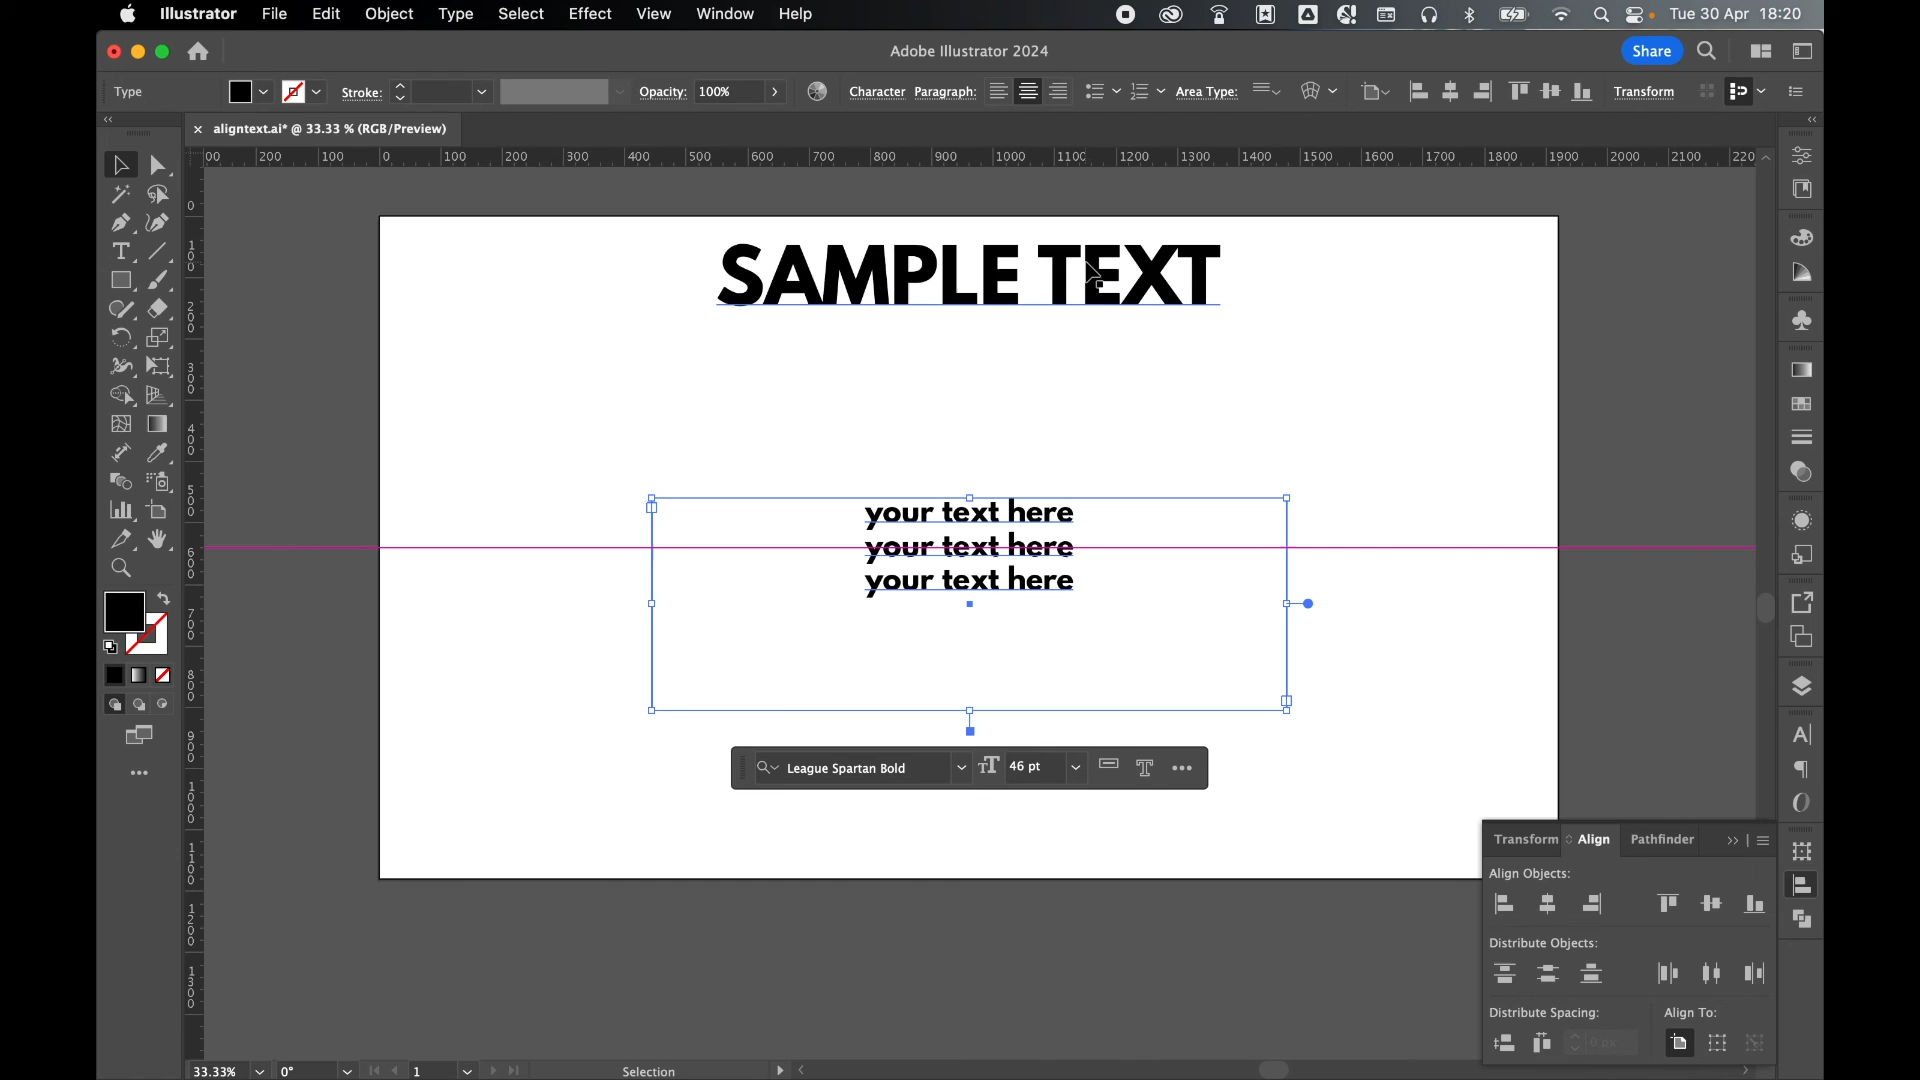 Illustrator File Edit Object Type Select Effect View Window Help Tue 30 Apr 18:20
Adobe Illustrator 2024 Share
Type Stroke: Opacity: 100% Character Paragraph: Area Type: Transform
aligntext.ai* @ 33.33 % (RGB/Preview)
00 200 100 0 100 200 300 400 500 600 700 800 900 1000 1100 1200 1300 1400 1500 1600 1700 1800 1900 2000 2100 220
0
100
200
300
400
500
600
700
800
900
1000
1100
1200
1300
SAMPLE TEXT
your text here
your text here
your text here
League Spartan Bold 46 pt
Transform Align Pathfinder
Align Objects:
Distribute Objects:
Distribute Spacing: Align To:
0 px
33.33% 0° 1 Selection